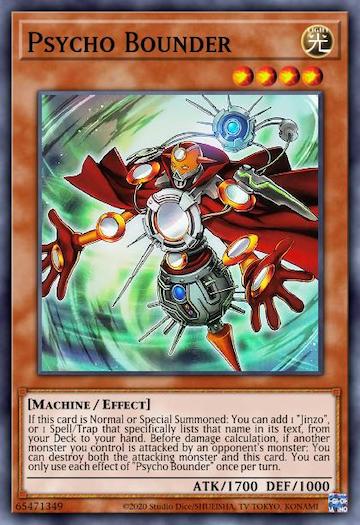 Psycho Bounder
LIGHT
光
[Machine / Effect]
If this card is Normal or Special Summoned: You can add 1 "Jinzo",
or 1 Spell/Trap that specifically lists that name in its text, from
your Deck to your hand. Before damage calculation, if another
monster you control is attacked by an opponent's monster: You
can destroy both the attacking monster and this card. You can
only use each effect of "Psycho Bounder" once per turn.
ATK/1700 DEF/1000
65471349
©2020 Studio Dice/SHUEISHA, TV TOKYO, KONAMI